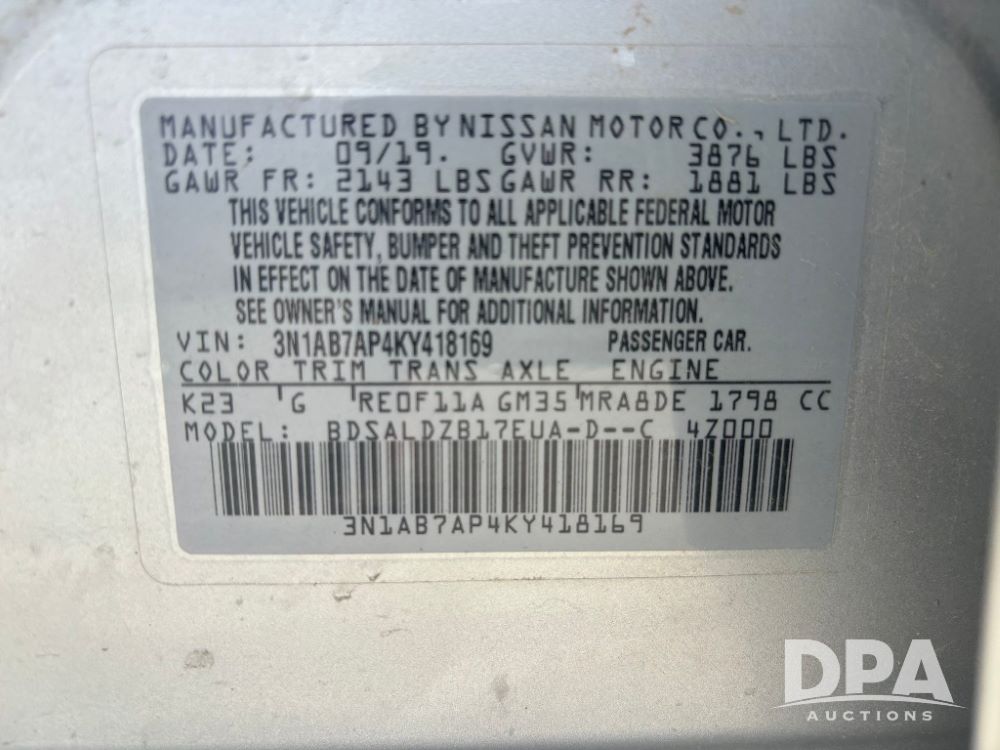 MANUFACTURED BY NISSAN MOTOR CO., LTD.
DATE: 09/19. GVWR: 3876 LBS
GAWR FR: 2143 LBS GAWR RR: 1881 LBS
THIS VEHICLE CONFORMS TO ALL APPLICABLE FEDERAL MOTOR
VEHICLE SAFETY, BUMPER AND THEFT PREVENTION STANDARDS
IN EFFECT ON THE DATE OF MANUFACTURE SHOWN ABOVE.
SEE OWNER'S MANUAL FOR ADDITIONAL INFORMATION.
VIN: 3N1AB7AP4KY418169 PASSENGER CAR.
COLOR TRIM TRANS AXLE ENGINE
K23 G RE0F11A GM35 MRA8DE 1798 CC
MODEL: BDSALDZB17EUA-D--C 4Z000
3N1AB7AP4KY418169
DPA
AUCTIONS